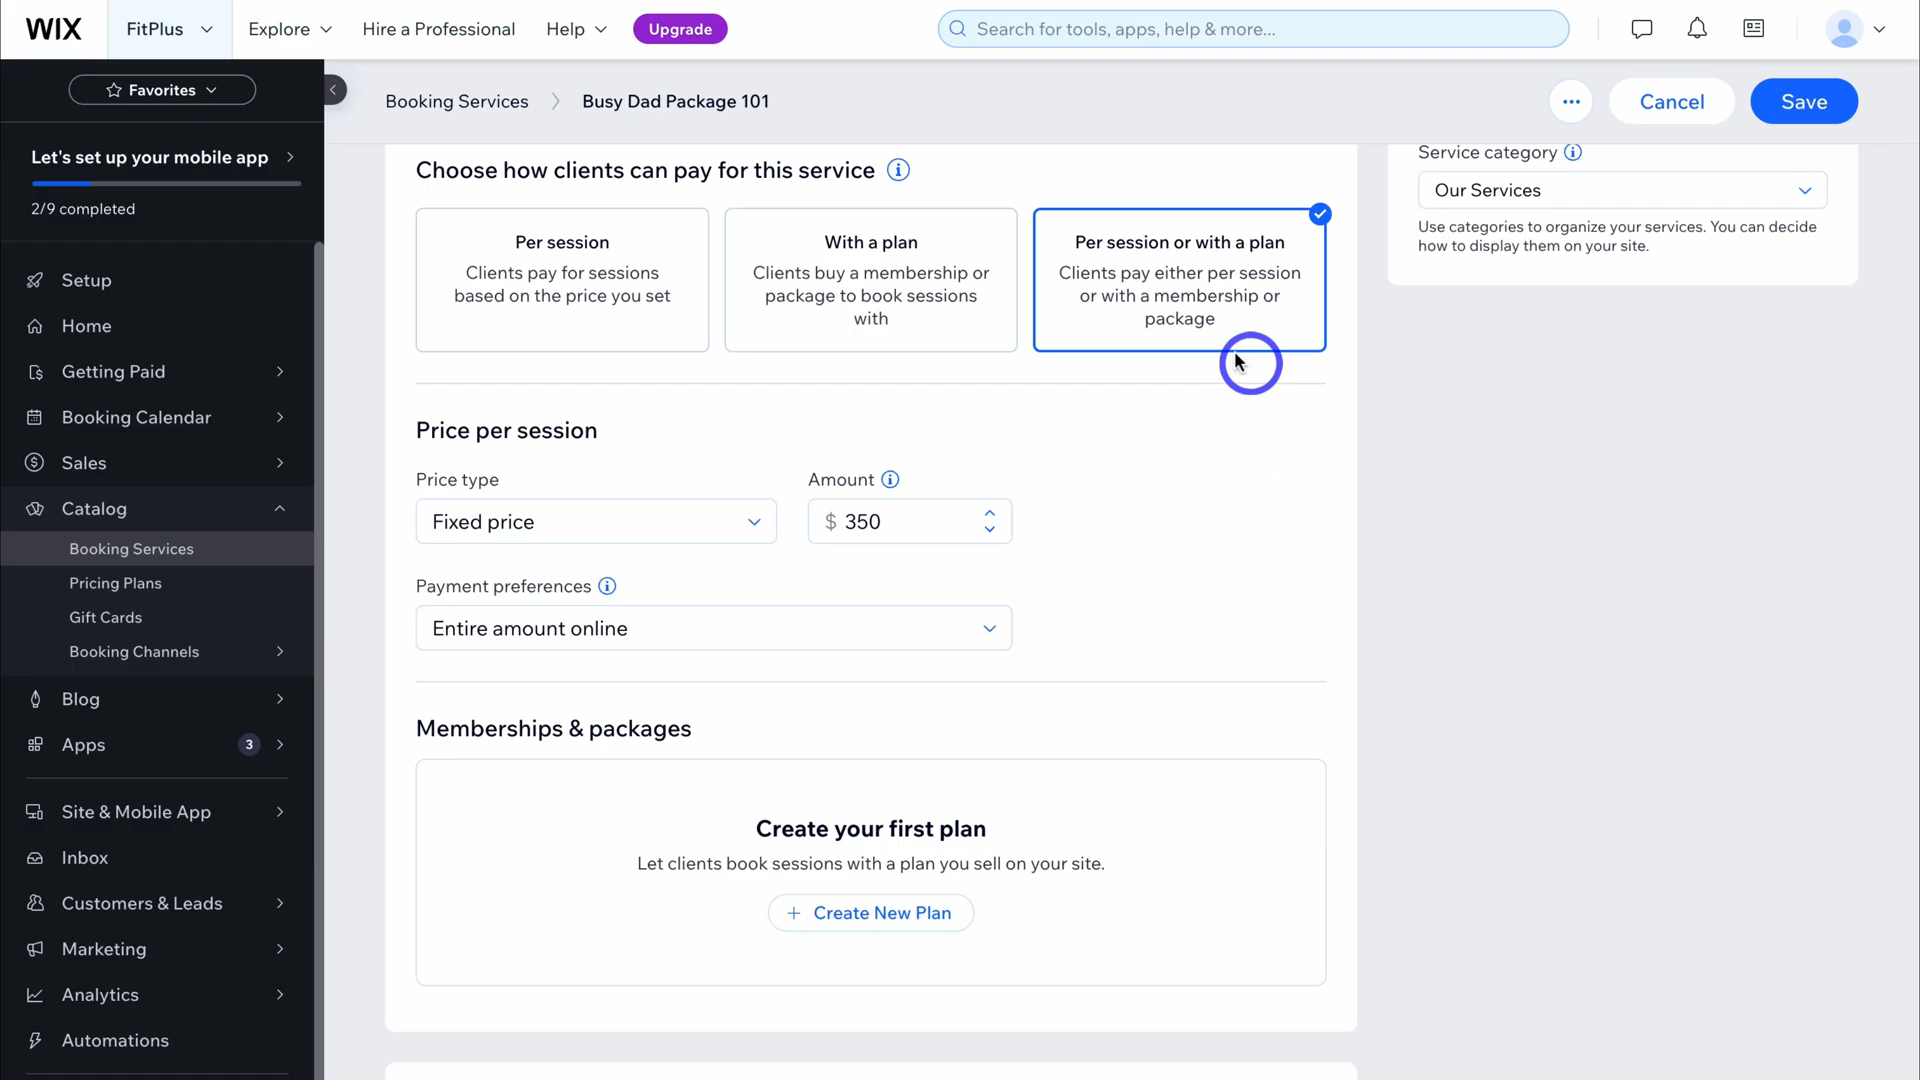 WIX
FitPlus
Explore
Hire a Professional
Help
Upgrade
Search for tools, apps, help & more...
Favorites
Let's set up your mobile app
2/9 completed
Setup
Home
Getting Paid
Booking Calendar
Sales
Catalog
Booking Services
Pricing Plans
Gift Cards
Booking Channels
Blog
Apps
3
Site & Mobile App
Inbox
Customers & Leads
Marketing
Analytics
Automations
Booking Services
Busy Dad Package 101
Cancel
Save
Choose how clients can pay for this service
Per session
Clients pay for sessions
based on the price you set
With a plan
Clients buy a membership or
package to book sessions
with
Per session or with a plan
Clients pay either per session
or with a membership or
package
Price per session
Price type
Fixed price
Amount
$ 350
Payment preferences
Entire amount online
Memberships & packages
Create your first plan
Let clients book sessions with a plan you sell on your site.
+ Create New Plan
Service category
Our Services
Use categories to organize your services. You can decide
how to display them on your site.